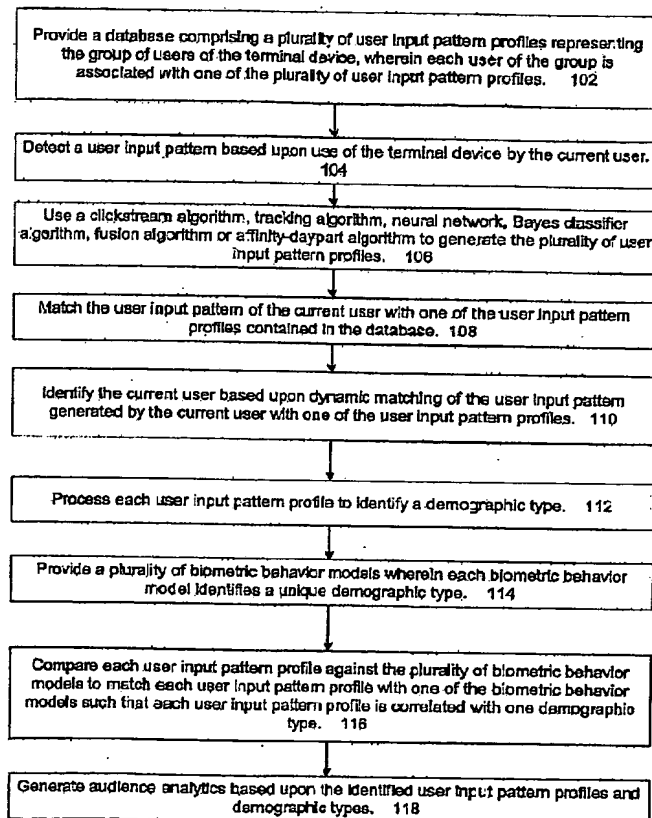 Provide a database comprising a plurality of user input pattern profiles representing
the group of users of the terminal device, wherein each user of the group is
associated with one of the plurality of user input pattern profiles. 102
Detect a user input pattern based upon use of the terminal device by the current user.
104
Use a clickstream algorithm, tracking algorithm, neural network, Bayes classifier
algorithm, fusion algorithm or affinity-daypart algorithm to generate the plurality of user
input pattern profiles. 106
Match the user input pattern of the current user with one of the user input pattern
profiles contained in the database. 108
Identify the current user based upon dynamic matching of the user input pattern
generated by the current user with one of the user input pattern profiles. 110
Process each user input pattern profile to identify a demographic type. 112
Provide a plurality of biometric behavior models wherein each biometric behavior
model identifies a unique demographic type. 114
Compare each user input pattern profile against the plurality of biometric behavior
models to match each user input pattern profile with one of the biometric behavior
models such that each user input pattern profile is correlated with one demographic
type. 116
Generate audience analytics based upon the identified user input pattern profiles and
demographic types. 118